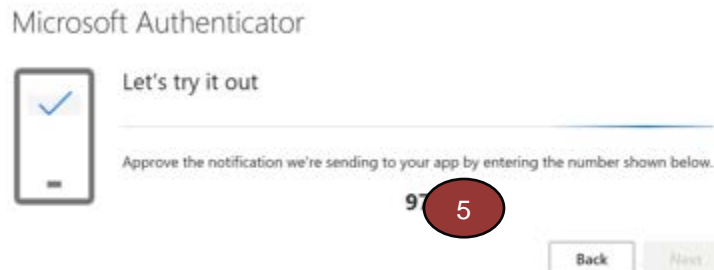 Microsoft Authenticator
Let's try it out
Approve the notification we're sending to your app by entering the number shown below.
97
5
Back
Next